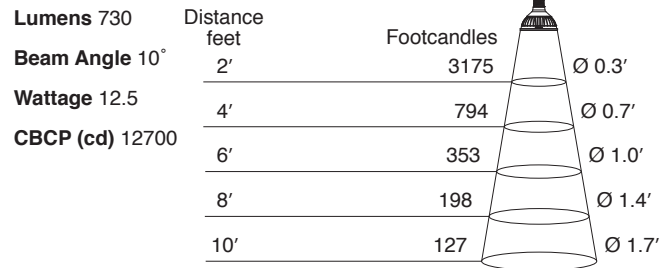 Lumens 730
Beam Angle 10˚
Wattage 12.5
CBCP (cd) 12700
Distance
feet
Footcandles
2′ 3175 Ø 0.3′
4′ 794 Ø 0.7′
6′ 353 Ø 1.0′
8′ 198 Ø 1.4′
10′ 127 Ø 1.7′